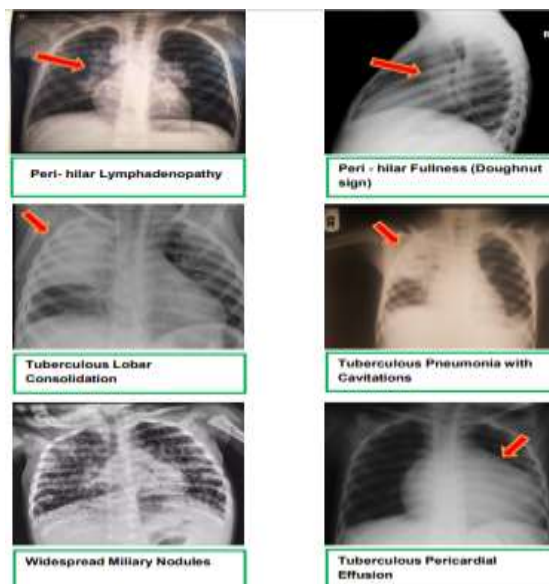 Peri- hilar Lymphadenopathy
Peri - hilar Fullness (Doughnut
sign)
Tuberculous Lobar
Consolidation
Tuberculous Pneumonia with
Cavitations
Widespread Miliary Nodules
Tuberculous Pericardial
Effusion